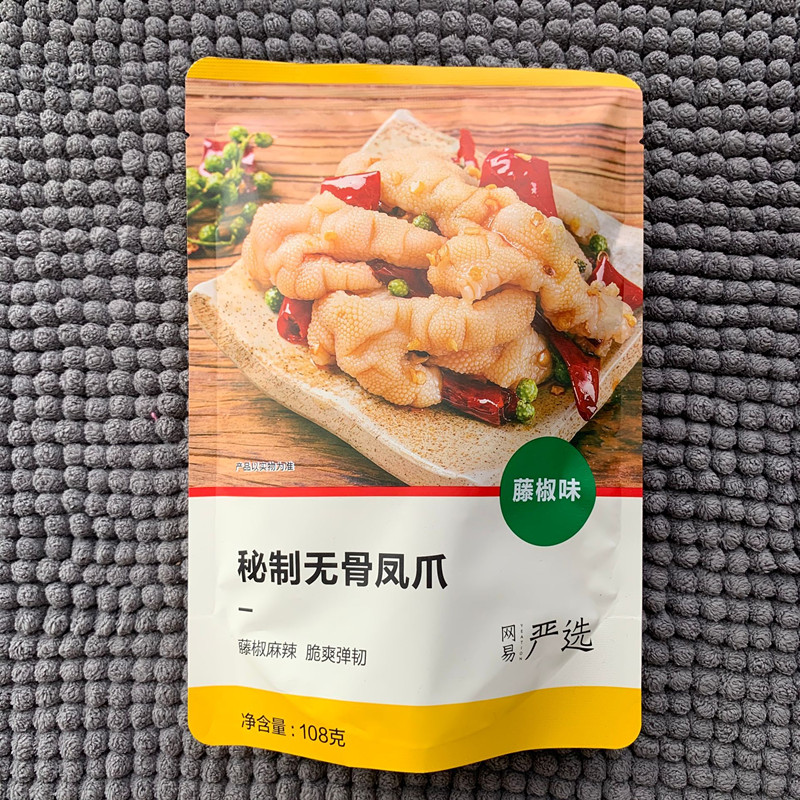 产品以实物为准
藤椒味
秘制无骨凤爪
藤椒麻辣 脆爽弹韧
网易 严选
净含量:108克